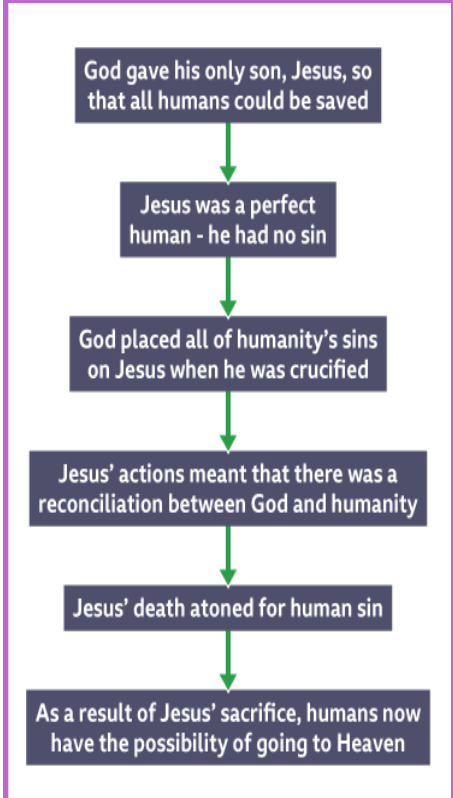 God gave his only son, Jesus, so
that all humans could be saved
Jesus was a perfect
human - he had no sin
God placed all of humanity’s sins
on Jesus when he was crucified
Jesus’ actions meant that there was a
reconciliation between God and humanity
Jesus’ death atoned for human sin
As a result of Jesus’ sacrifice, humans now
have the possibility of going to Heaven